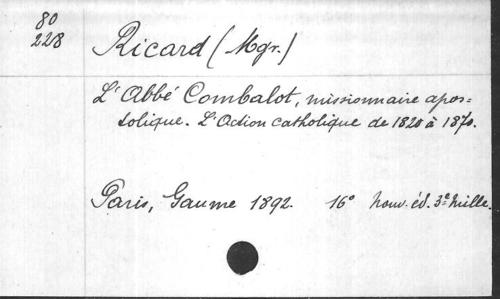 80
228
Ricard (Mgr.)
L'Abbé Combalot, missionnaire apos=
tolique. L'Action catholique de 1820 à 1870.
Paris, Gaume 1892. 16° nouv. éd. 3e mille.